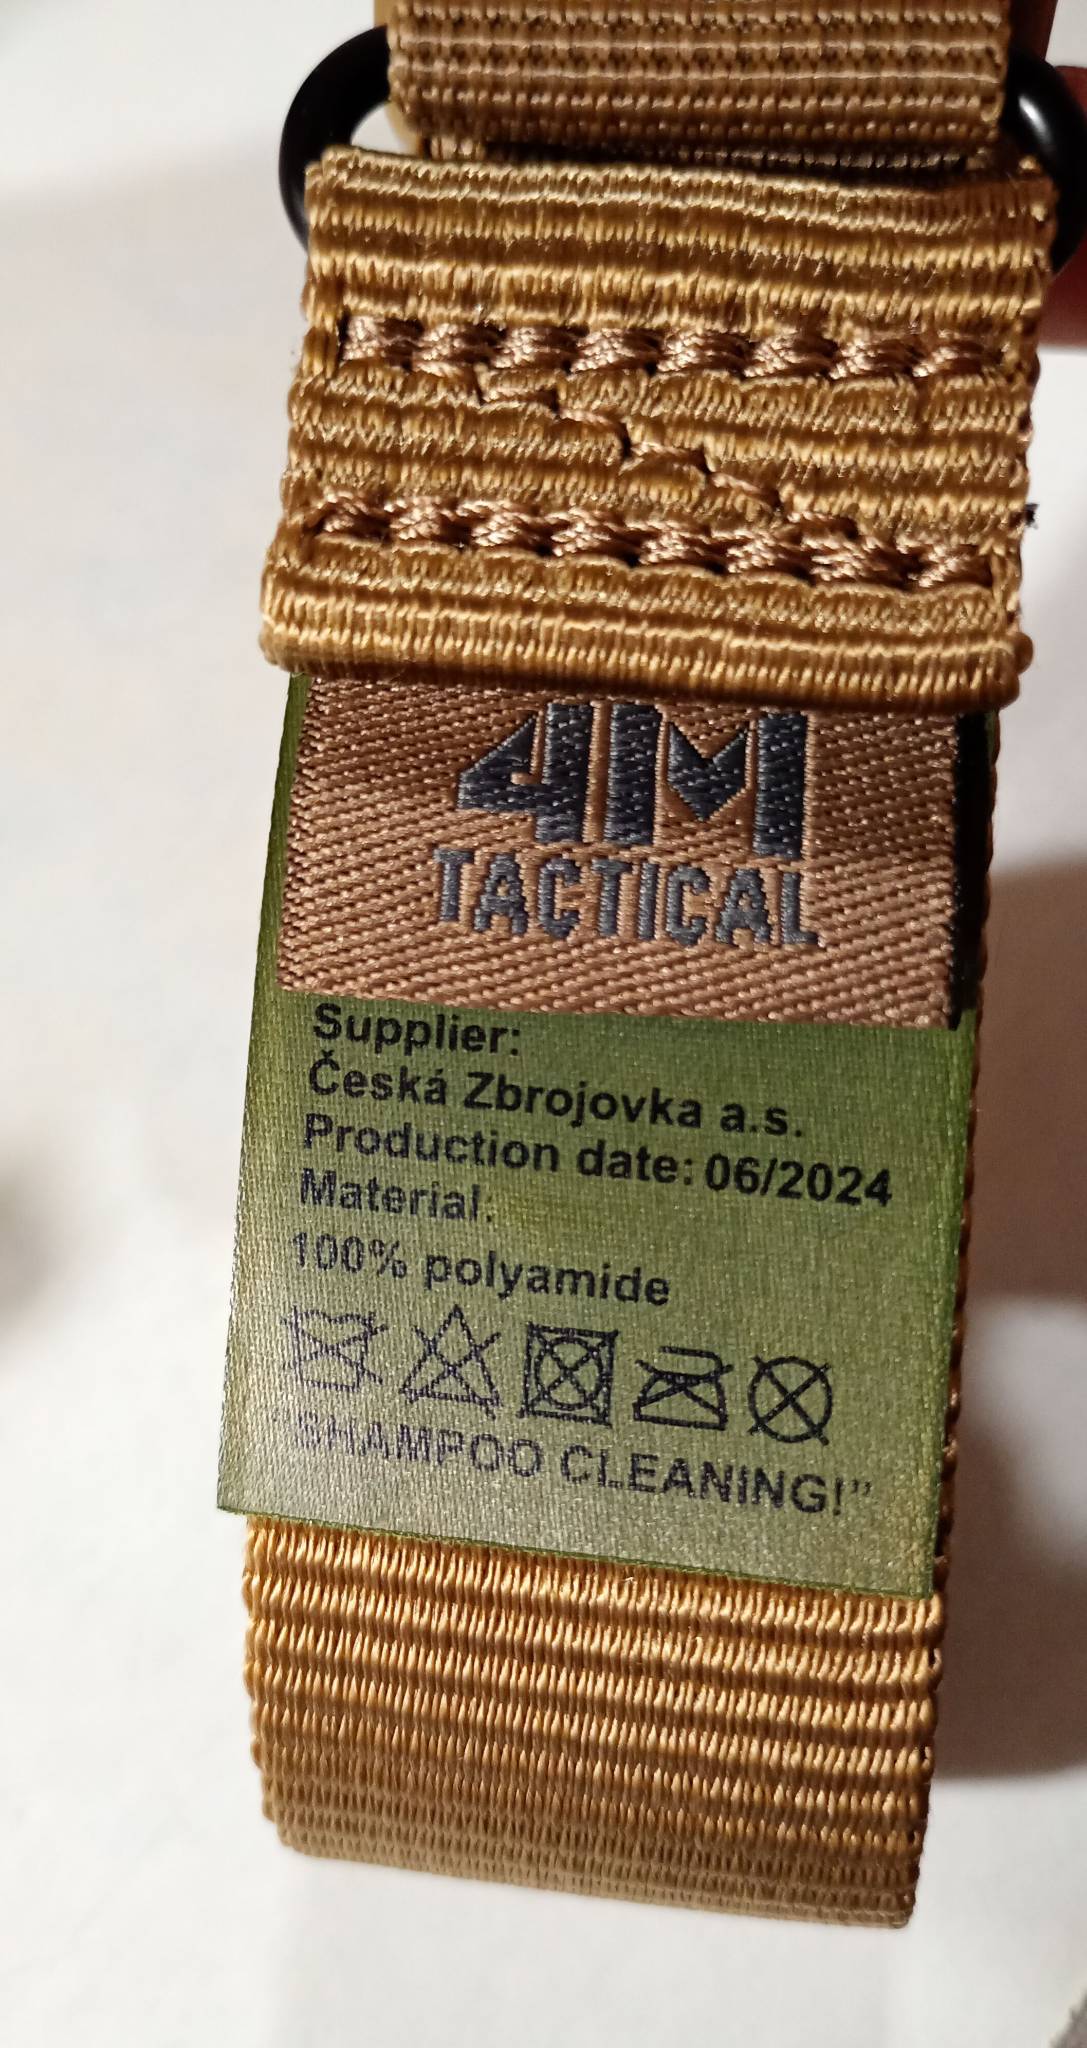 4M
TACTICAL
Supplier:
Česká Zbrojovka a.s.
Production date: 06/2024
Material:
100% polyamide
"SHAMPOO CLEANING!”